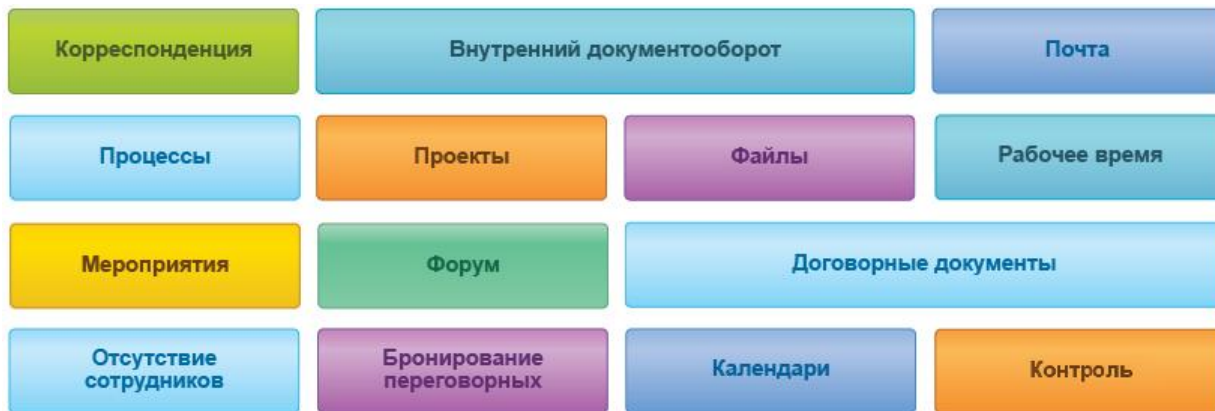 Корреспонденция
Внутренний документооборот
Почта
Процессы
Проекты
Файлы
Рабочее время
Мероприятия
Форум
Договорные документы
Отсутствие
сотрудников
Бронирование
переговорных
Календари
Контроль